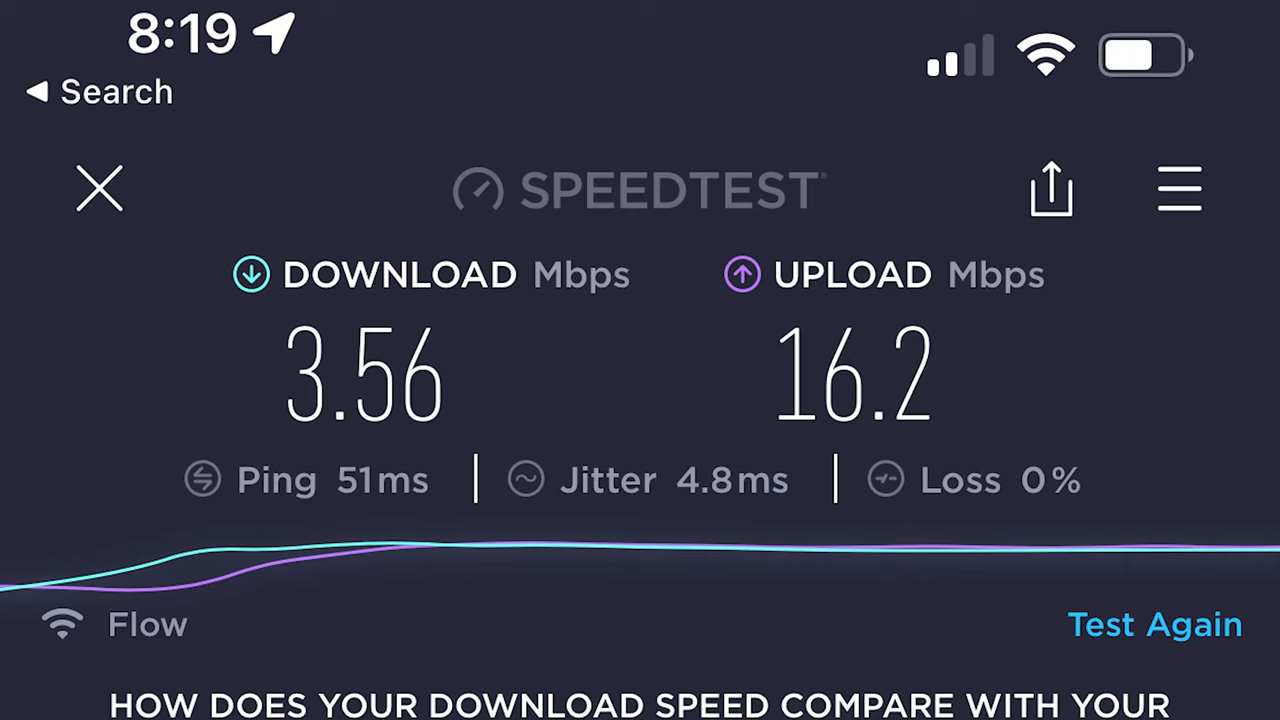 8:19
Search
SPEEDTEST
DOWNLOAD Mbps UPLOAD Mbps
3.56 16.2
Ping 51ms Jitter 4.8ms Loss 0%
Flow Test Again
HOW DOES YOUR DOWNLOAD SPEED COMPARE WITH YOUR